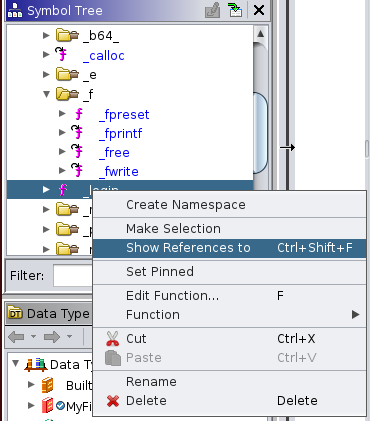 Symbol Tree
_b64_
_calloc
_e
_f
_fpreset
_fprintf
_free
_fwrite
_login
Create Namespace
Make Selection
Show References to Ctrl+Shift+F
Set Pinned
Filter:
Edit Function... F
Function
Data Type
Cut Ctrl+X
Paste Ctrl+V
Data Ty
Rename
Built
Delete Delete
MyFi